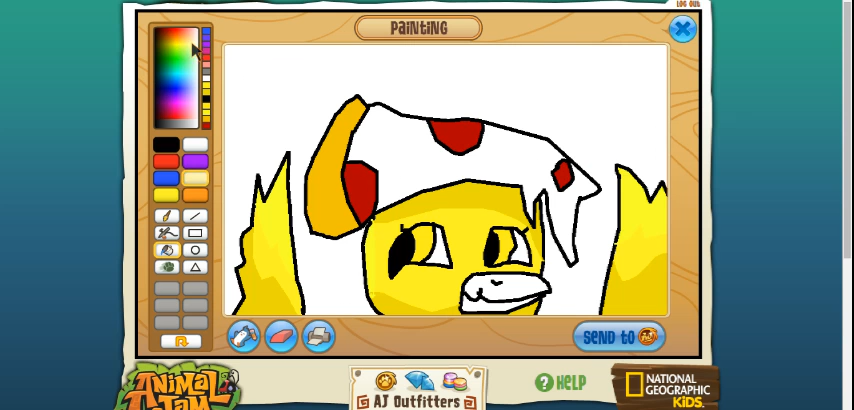 LOG OUT
PAINTING
SEND TO
ANIMAL
JAM
AJ Outfitters
? HELP
NATIONAL
GEOGRAPHIC
KiDS.